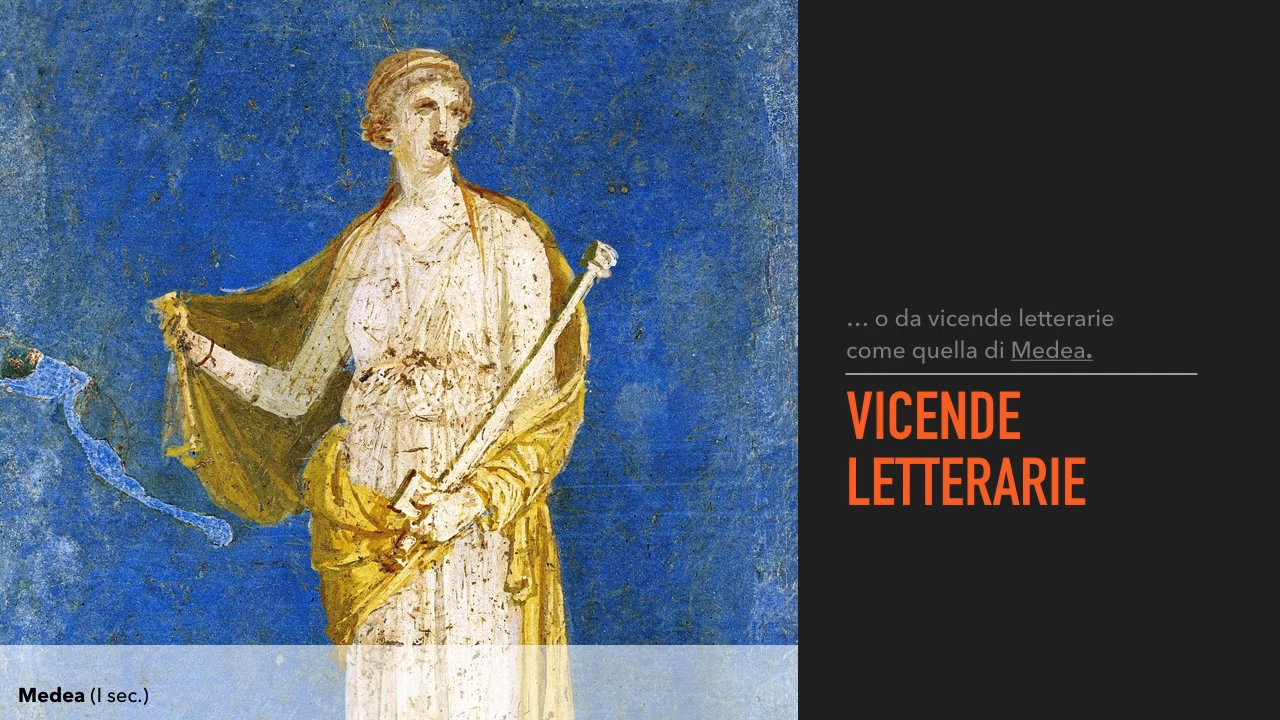 … o da vicende letterarie
come quella di Medea.
VICENDE
LETTERARIE
Medea (I sec.)